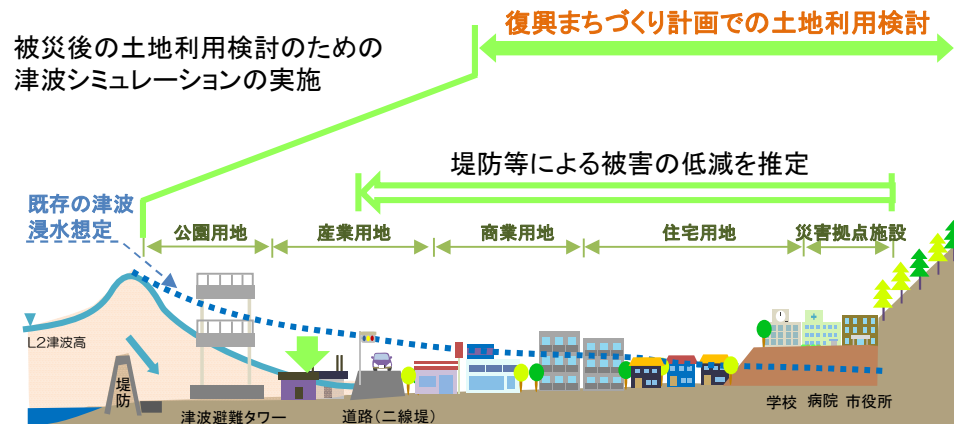 復興まちづくり計画での土地利用検討
被災後の土地利用検討のための
津波シミュレーションの実施
堤防等による被害の低減を推定
既存の津波
浸水想定
公園用地
産業用地
商業用地
住宅用地
災害拠点施設
L2津波高
堤防
津波避難タワー
道路(二線堤)
学校
病院
市役所